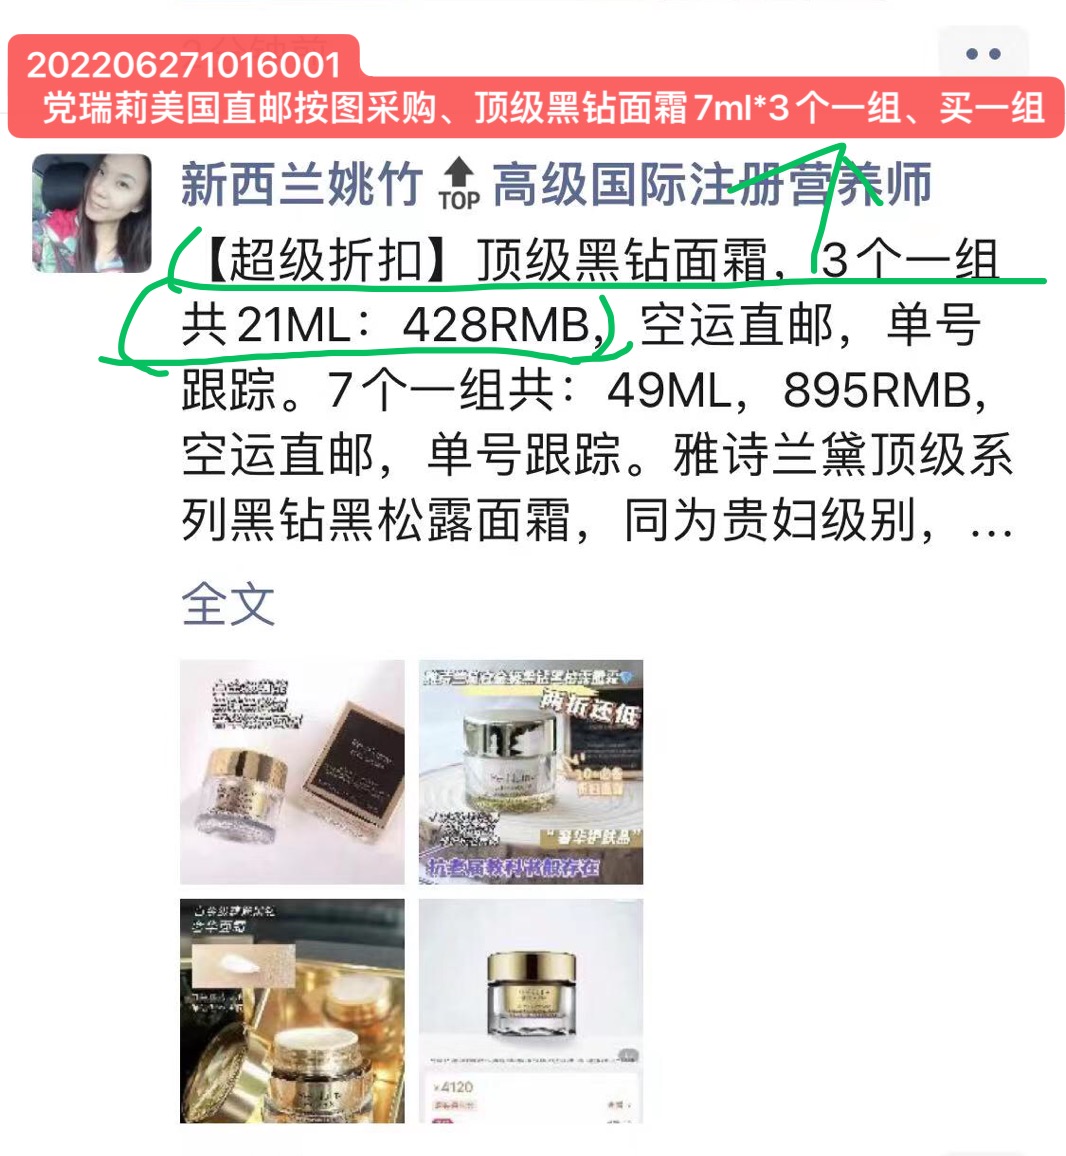 202206271016001
党瑞莉美国直邮按图采购、顶级黑钻面霜7ml*3个一组、买一组
新西兰姚竹 TOP 高级国际注册营养师
【超级折扣】顶级黑钻面霜，3个一组
共21ML：428RMB，空运直邮，单号
跟踪。7个一组共：49ML，895RMB，
空运直邮，单号跟踪。雅诗兰黛顶级系
列黑钻黑松露面霜，同为贵妇级别，...
全文
两折还低
“奢华护肤品”
抗老届教科书般存在
奢华面霜
¥4120